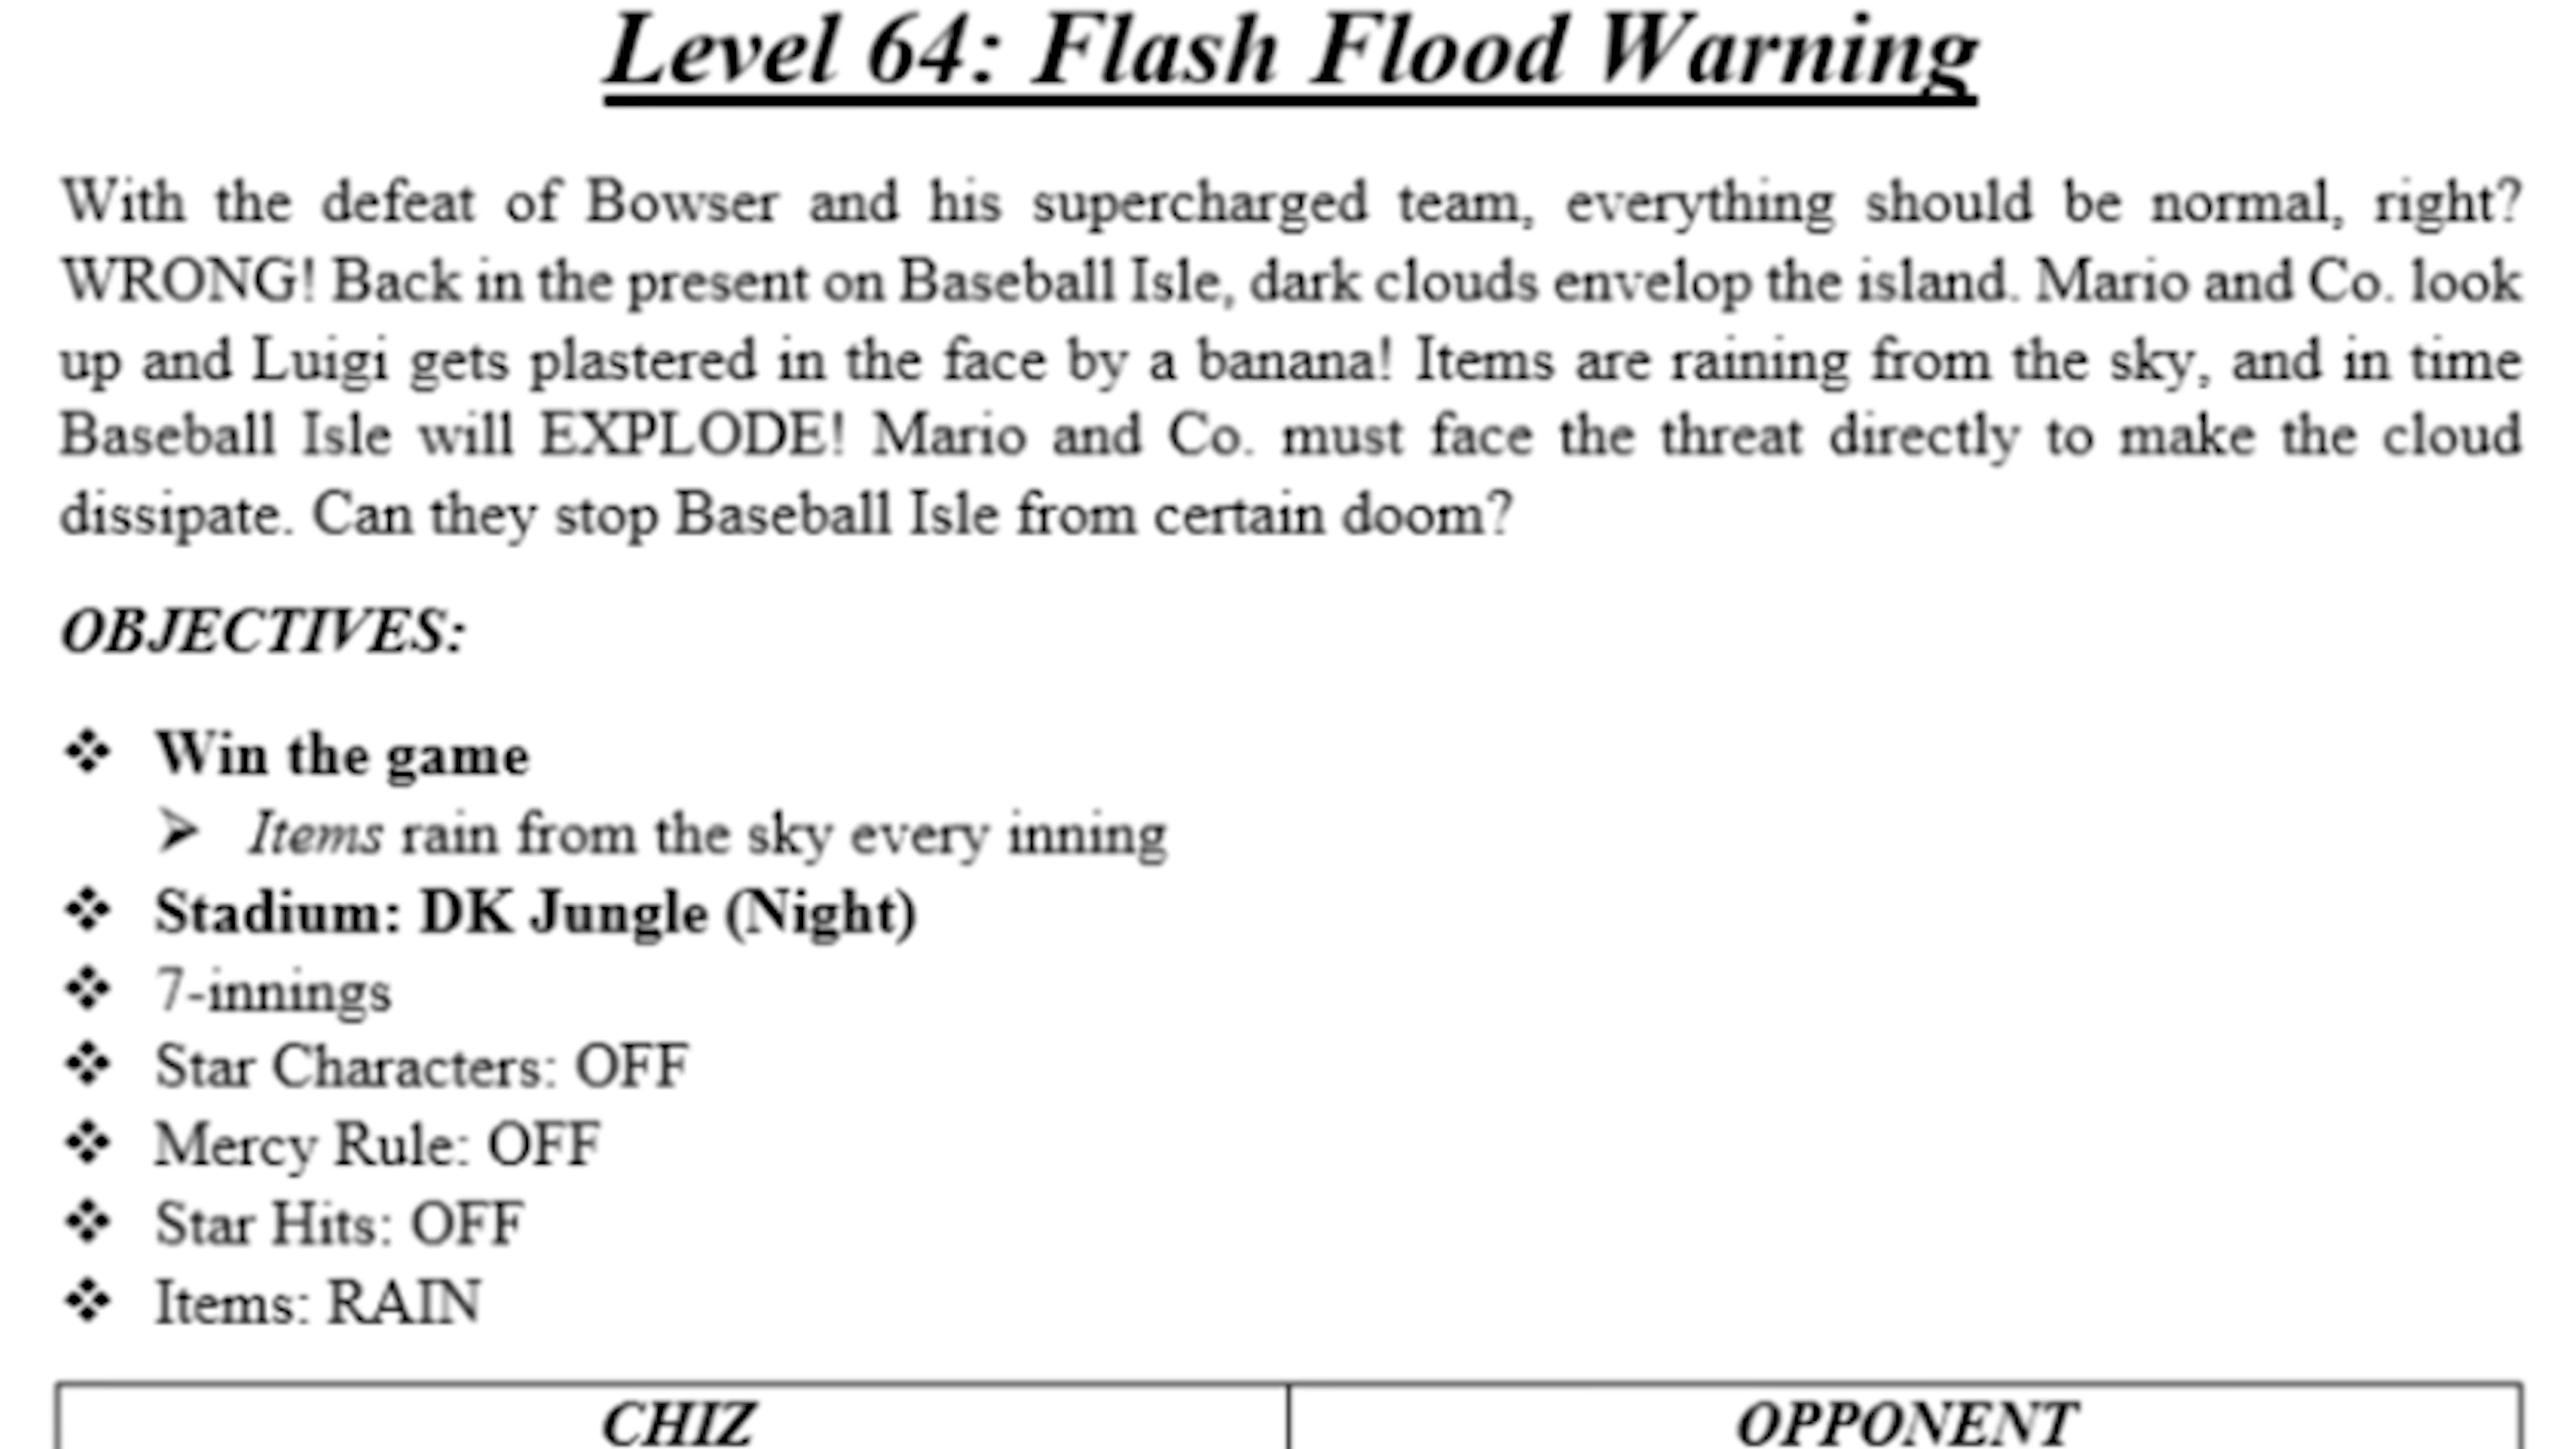 Level 64: Flash Flood Warning
With the defeat of Bowser and his supercharged team, everything should be normal, right?
WRONG! Back in the present on Baseball Isle, dark clouds envelop the island. Mario and Co. look
up and Luigi gets plastered in the face by a banana! Items are raining from the sky, and in time
Baseball Isle will EXPLODE! Mario and Co. must face the threat directly to make the cloud
dissipate. Can they stop Baseball Isle from certain doom?
OBJECTIVES:
❖ Win the game
➢ Items rain from the sky every inning
❖ Stadium: DK Jungle (Night)
❖ 7-innings
❖ Star Characters: OFF
❖ Mercy Rule: OFF
❖ Star Hits: OFF
❖ Items: RAIN
CHIZ OPPONENT